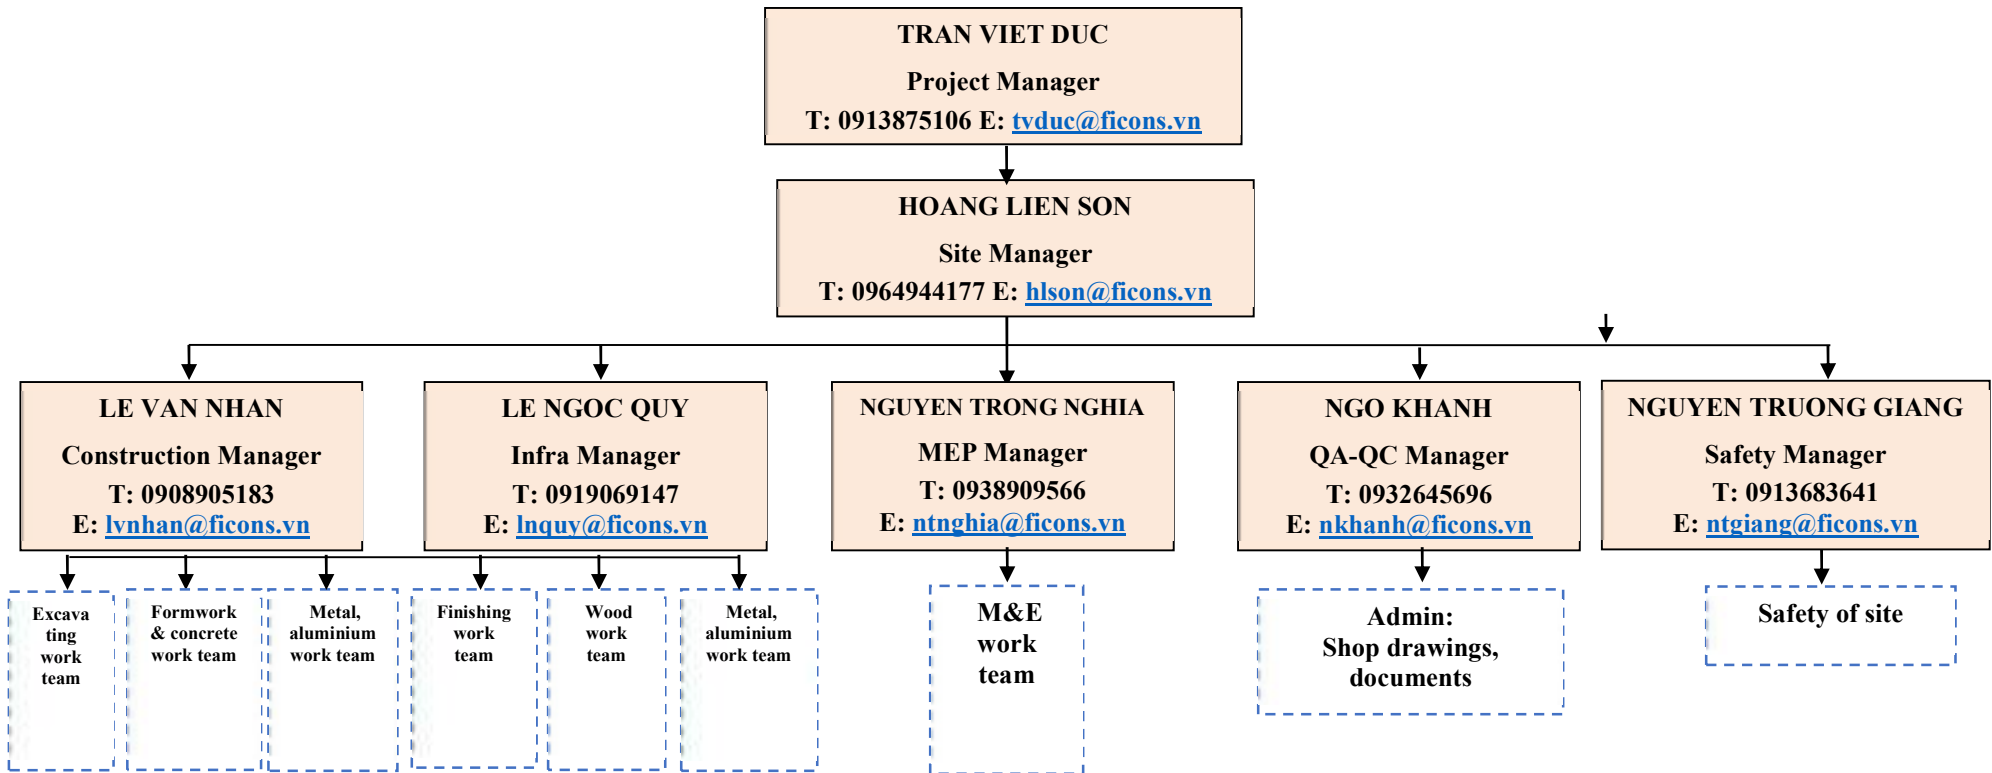 TRAN VIET DUC
Project Manager
T: 0913875106 E: tvduc@ficons.vn
HOANG LIEN SON
Site Manager
T: 0964944177 E: hlson@ficons.vn
LE VAN NHAN
Construction Manager
T: 0908905183
E: lvnhan@ficons.vn
LE NGOC QUY
Infra Manager
T: 0919069147
E: lnquy@ficons.vn
NGUYEN TRONG NGHIA
MEP Manager
T: 0938909566
E: ntnghia@ficons.vn
NGO KHANH
QA-QC Manager
T: 0932645696
E: nkhanh@ficons.vn
NGUYEN TRUONG GIANG
Safety Manager
T: 0913683641
E: ntgiang@ficons.vn
Excava
ting
work
team
Formwork
& concrete
work team
Metal,
aluminium
work team
Finishing
work
team
Wood
work
team
Metal,
aluminium
work team
M&E
work
team
Admin:
Shop drawings,
documents
Safety of site